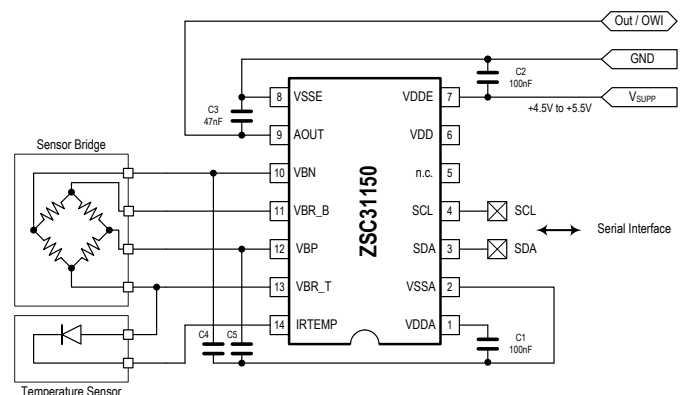 Out / OWI
GND
C2
100nF
VSUPP
+4.5V to +5.5V
C3
47nF
8 VSSE
VDDE 7
9 AOUT
VDD 6
Sensor Bridge
10 VBN
n.c. 5
11 VBR_B
SCL 4
SCL
ZSC31150
Serial Interface
12 VBP
SDA 3
SDA
13 VBR_T
VSSA 2
14 IRTEMP
VDDA 1
C4
C5
C1
100nF
Temperature Sensor